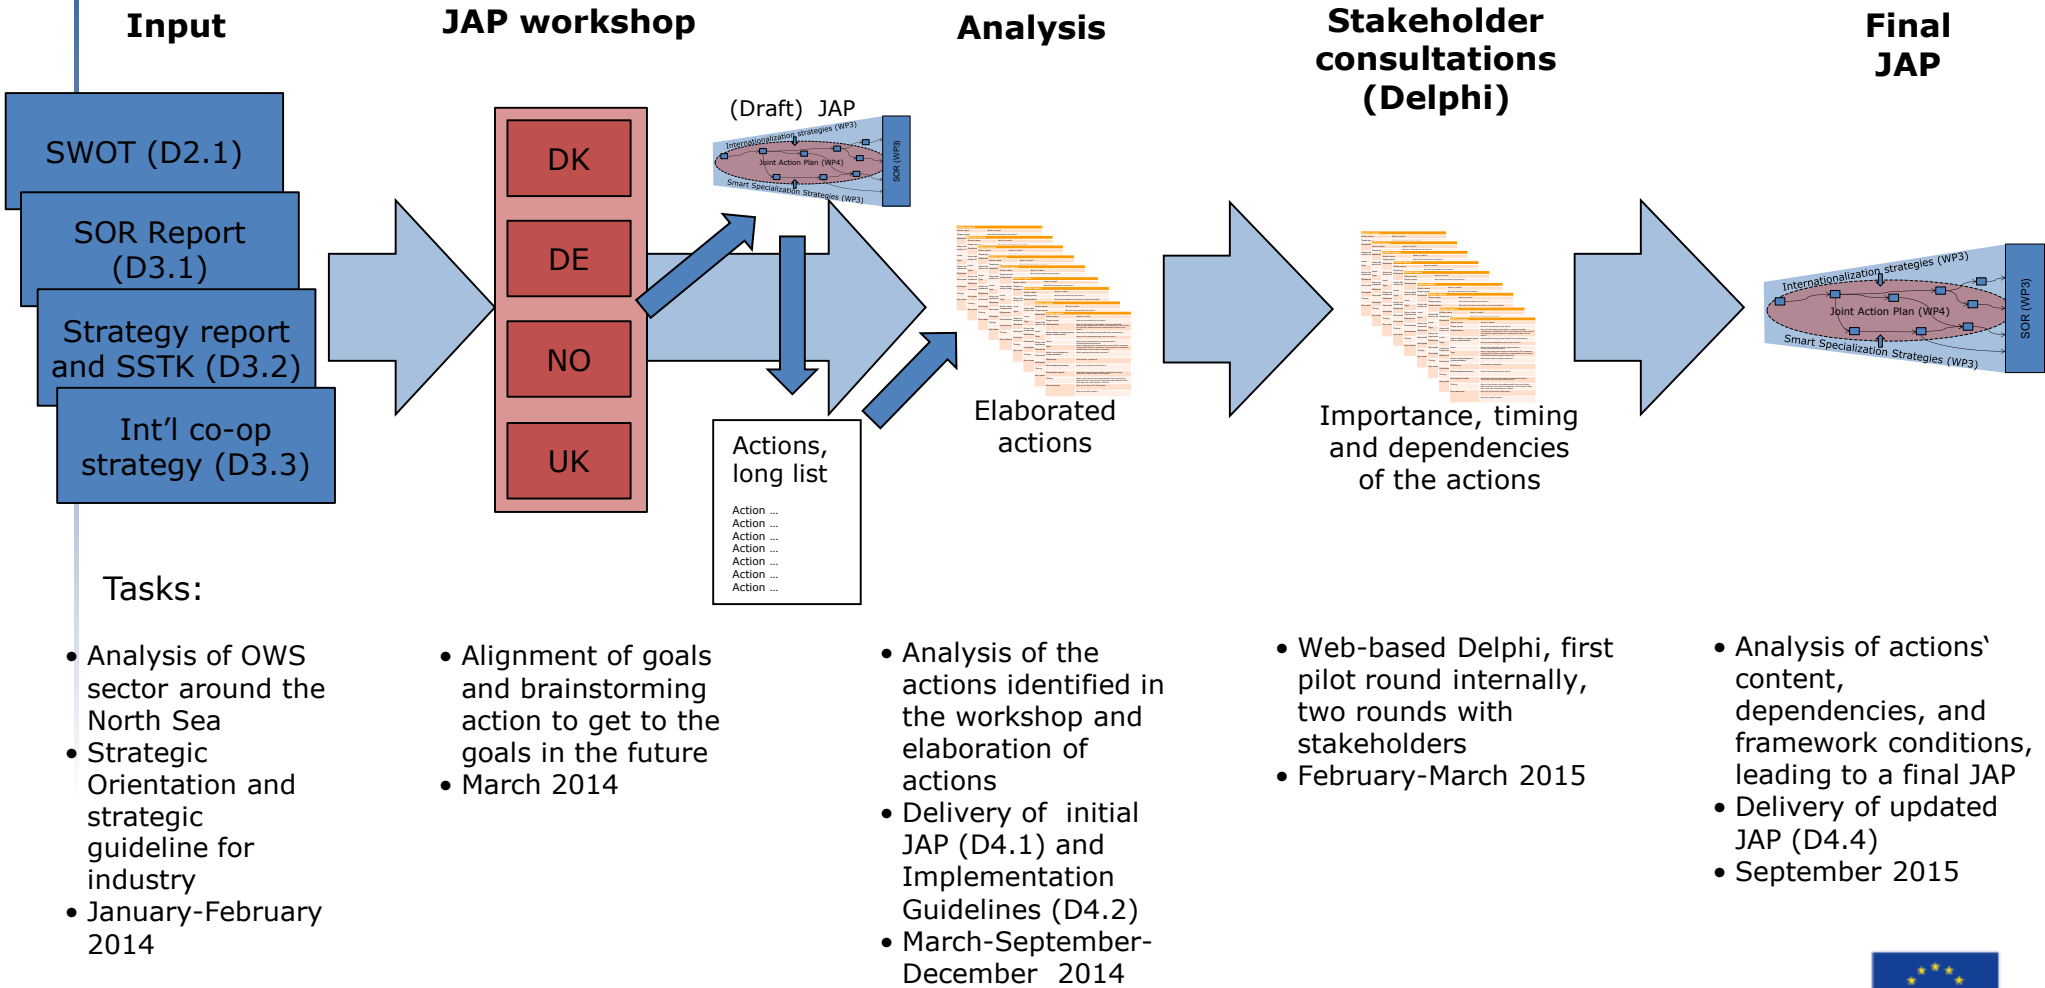 Input
JAP workshop
Analysis
Stakeholder
consultations
(Delphi)
Final
JAP
SWOT (D2.1)
SOR Report
(D3.1)
Strategy report
and SSTK (D3.2)
Int’l co-op
strategy (D3.3)
DK
DE
NO
UK
(Draft) JAP
Internationalization strategies (WP3)
Joint Action Plan (WP4)
Smart Specialization Strategies (WP3)
SOR (WP3)
Actions,
long list
Action ...
Action ...
Action ...
Action ...
Action ...
Action ...
Action ...
Elaborated
actions
Importance, timing
and dependencies
of the actions
Internationalization strategies (WP3)
Joint Action Plan (WP4)
Smart Specialization Strategies (WP3)
SOR (WP3)
Tasks:
• Analysis of OWS
sector around the
North Sea
• Strategic
Orientation and
strategic
guideline for
industry
• January-February
2014
• Alignment of goals
and brainstorming
action to get to the
goals in the future
• March 2014
• Analysis of the
actions identified in
the workshop and
elaboration of
actions
• Delivery of initial
JAP (D4.1) and
Implementation
Guidelines (D4.2)
• March-September-
December 2014
• Web-based Delphi, first
pilot round internally,
two rounds with
stakeholders
• February-March 2015
• Analysis of actions‘
content,
dependencies, and
framework conditions,
leading to a final JAP
• Delivery of updated
JAP (D4.4)
• September 2015